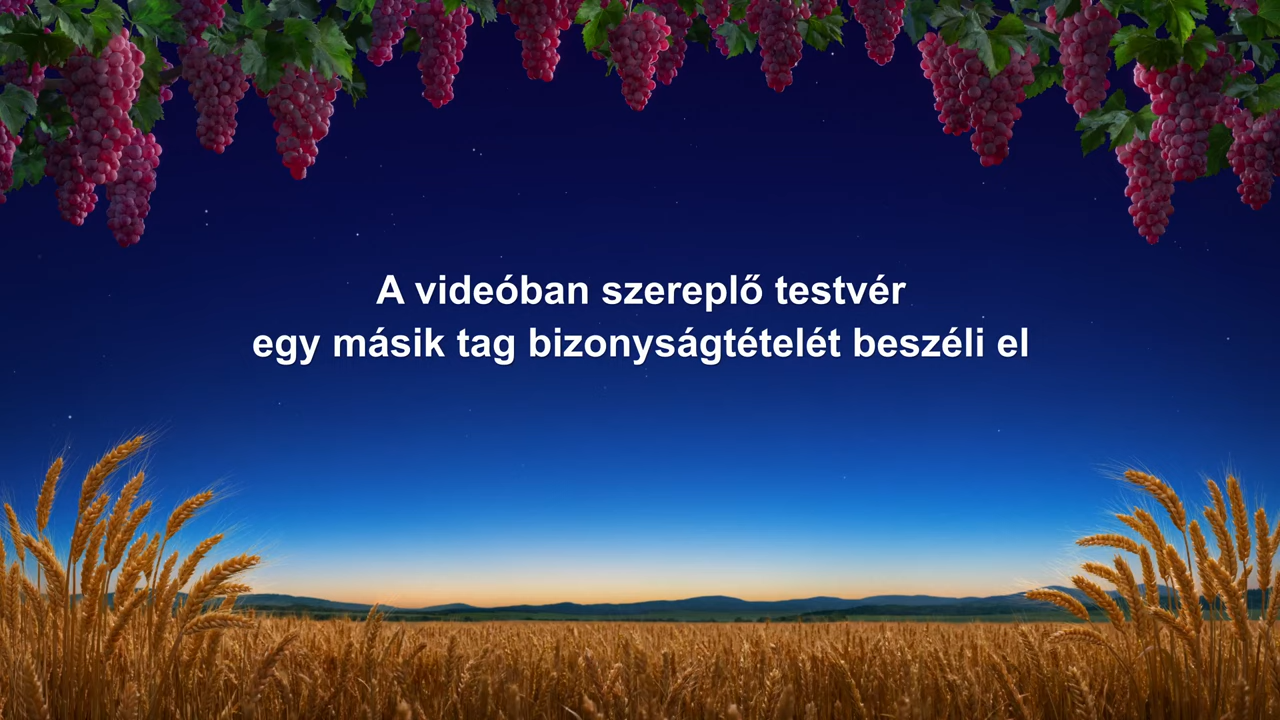 A videóban szereplő testvér
egy másik tag bizonyságtételét beszéli el